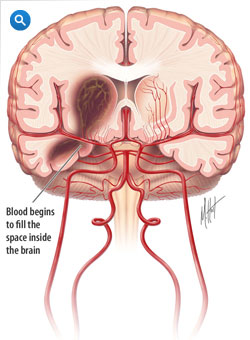 Blood begins
to fill the
space inside
the brain